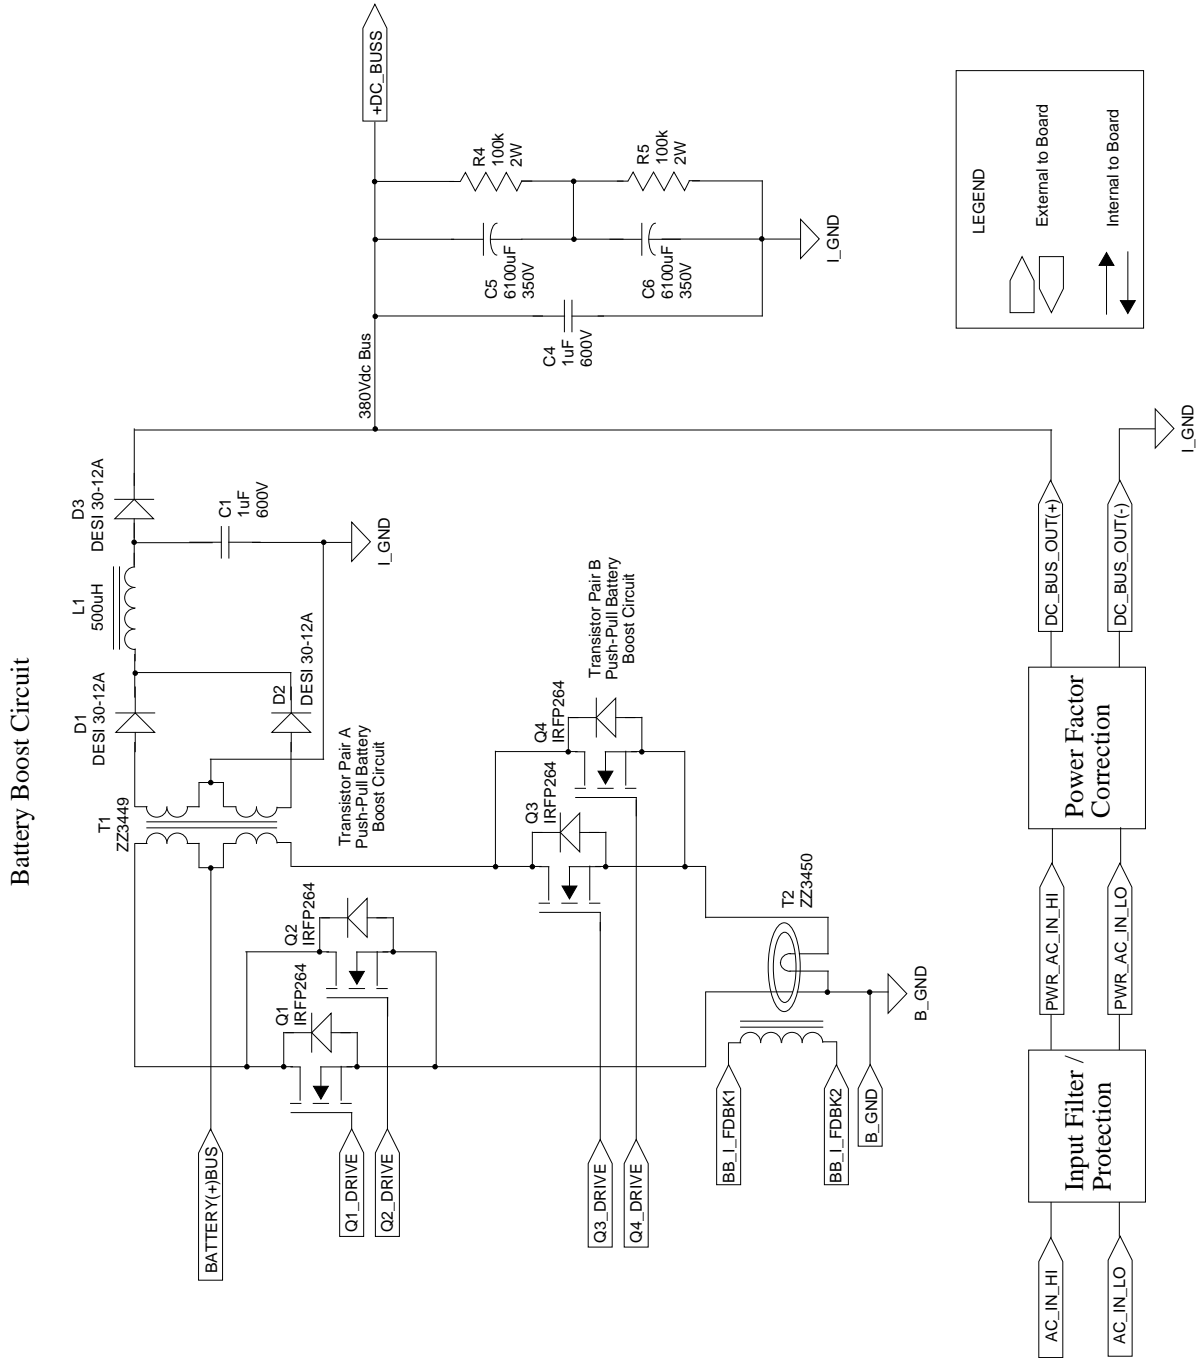 Battery Boost Circuit
T1
ZZ3449
D1
DESI 30-12A
D2
DESI 30-12A
L1
500uH
D3
DESI 30-12A
C1
1uF
600V
I_GND
380Vdc Bus
+DC_BUSS
C4
1uF
600V
C5
6100uF
350V
C6
6100uF
350V
R4
100k
2W
R5
100k
2W
I_GND
BATTERY(+)BUS
Q1_DRIVE
Q2_DRIVE
Q1
IRFP264
Q2
IRFP264
Transistor Pair A
Push-Pull Battery
Boost Circuit
Q3_DRIVE
Q4_DRIVE
Q3
IRFP264
Q4
IRFP264
Transistor Pair B
Push-Pull Battery
Boost Circuit
BB_I_FDBK1
BB_I_FDBK2
B_GND
T2
ZZ3450
B_GND
AC_IN_HI
AC_IN_LO
Input Filter /
Protection
PWR_AC_IN_HI
PWR_AC_IN_LO
Power Factor
Correction
DC_BUS_OUT(+)
DC_BUS_OUT(-)
I_GND
LEGEND
External to Board
Internal to Board